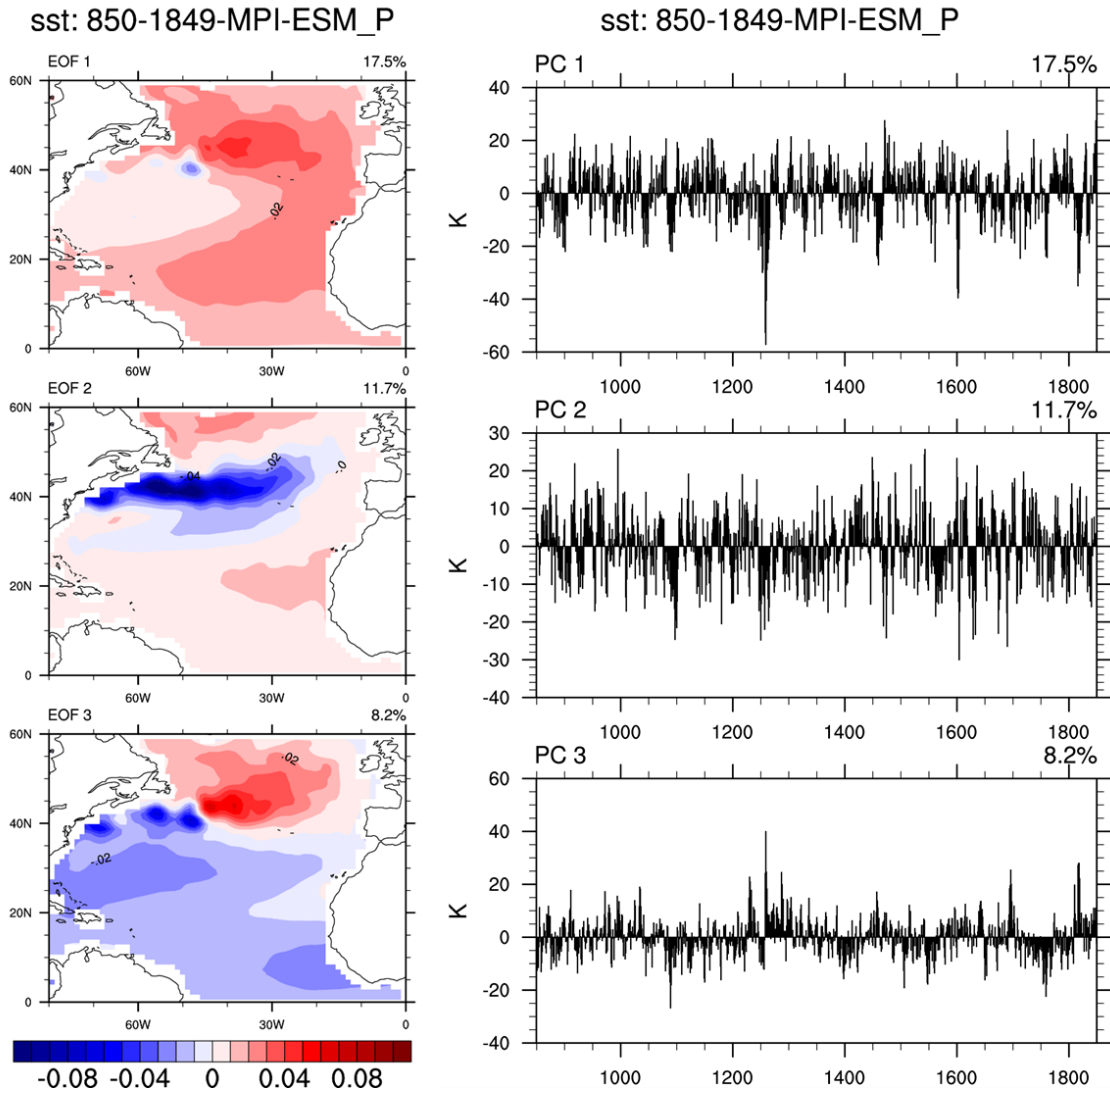 sst: 850-1849-MPI-ESM_P
EOF 1 17.5%
60N
40N
20N
0
.02
60W 30W 0
EOF 2 11.7%
60N
40N
20N
0
-.04
-.02
-.0
60W 30W 0
EOF 3 8.2%
60N
40N
20N
0
.02
-.02
60W 30W 0
-0.08 -0.04 0 0.04 0.08
sst: 850-1849-MPI-ESM_P
PC 1 17.5%
40
20
0
-20
-40
-60
K
1000 1200 1400 1600 1800
PC 2 11.7%
30
20
10
0
-10
-20
-30
-40
K
1000 1200 1400 1600 1800
PC 3 8.2%
60
40
20
0
-20
-40
K
1000 1200 1400 1600 1800